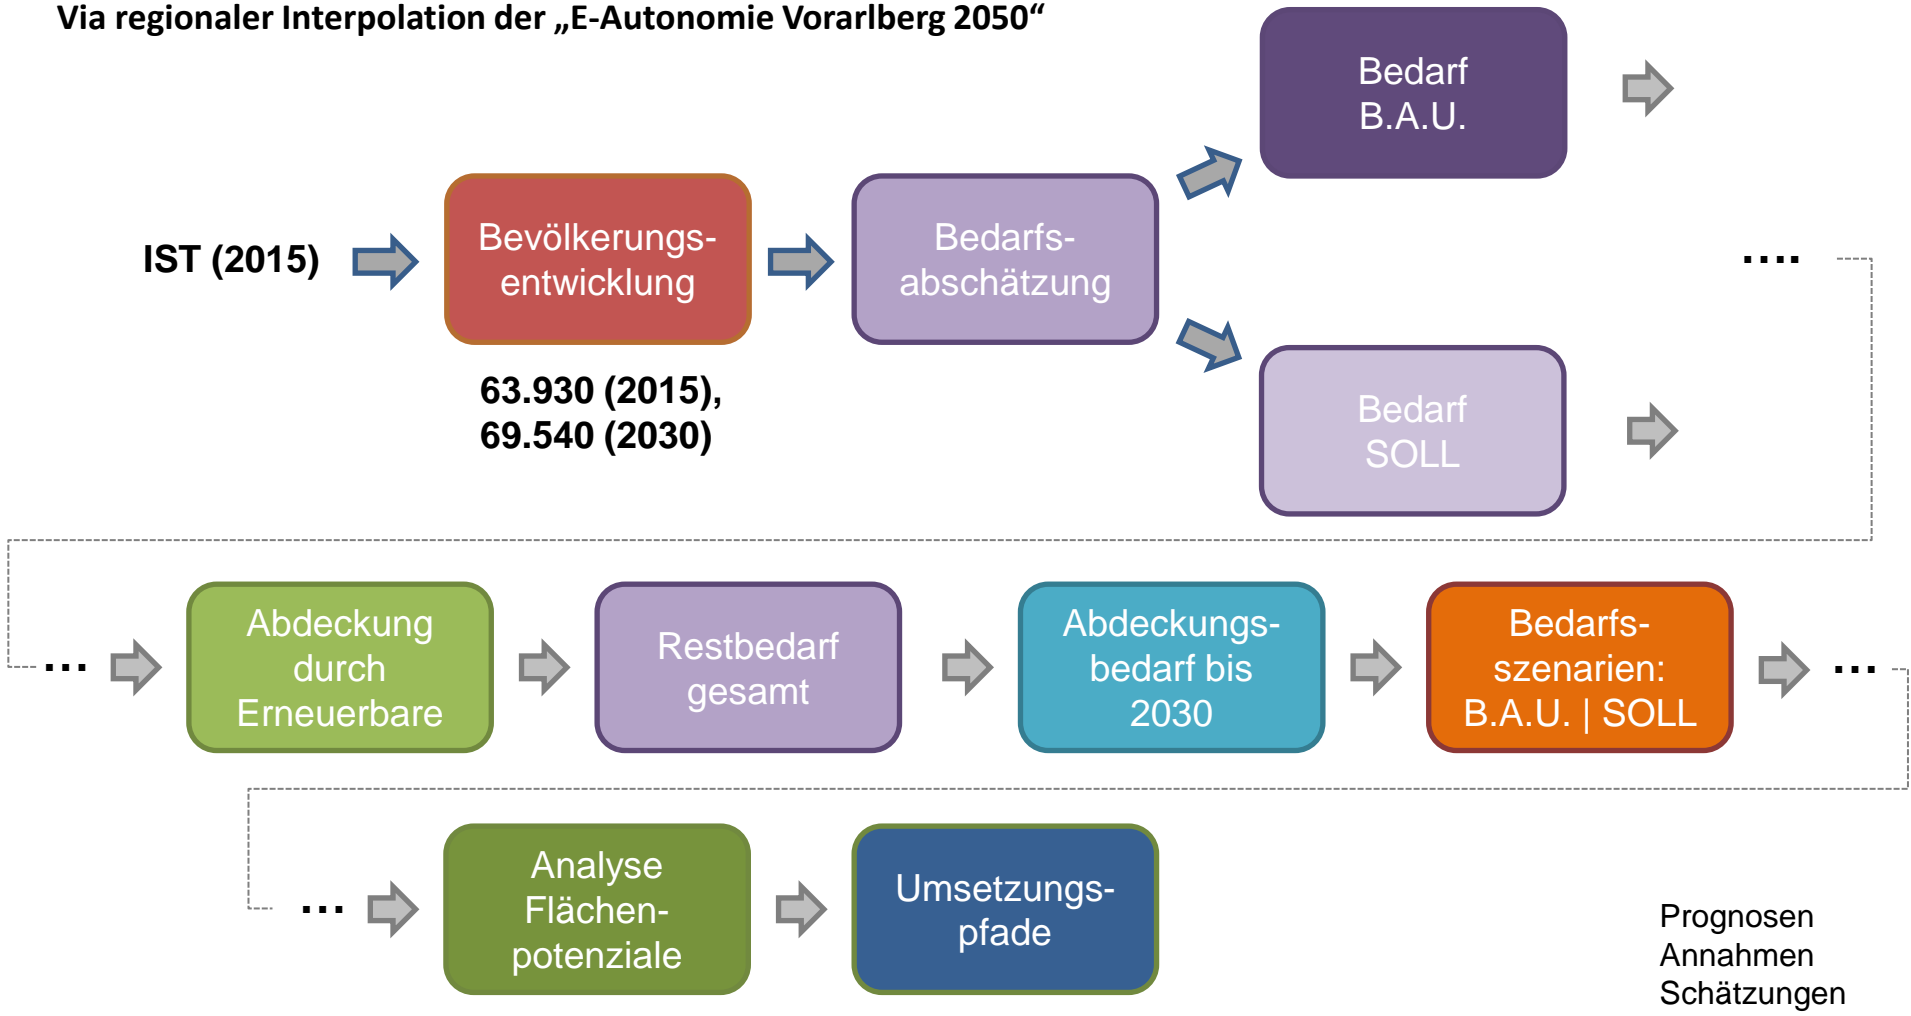 Via regionaler Interpolation der „E-Autonomie Vorarlberg 2050“
Bedarf
B.A.U.
IST (2015)
Bevölkerungs-
entwicklung
Bedarfs-
abschätzung
....
63.930 (2015),
69.540 (2030)
Bedarf
SOLL
...
Abdeckung
durch
Erneuerbare
Restbedarf
gesamt
Abdeckungs-
bedarf bis
2030
Bedarfs-
szenarien:
B.A.U. | SOLL
...
...
Analyse
Flächen-
potenziale
Umsetzungs-
pfade
Prognosen
Annahmen
Schätzungen